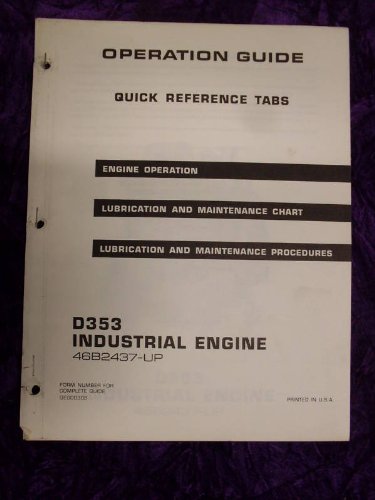 OPERATION GUIDE
QUICK REFERENCE TABS
ENGINE OPERATION
LUBRICATION AND MAINTENANCE CHART
LUBRICATION AND MAINTENANCE PROCEDURES
D353
INDUSTRIAL ENGINE
46B2437-UP
FORM NUMBER FOR
COMPLETE GUIDE
PRINTED IN U.S.A.